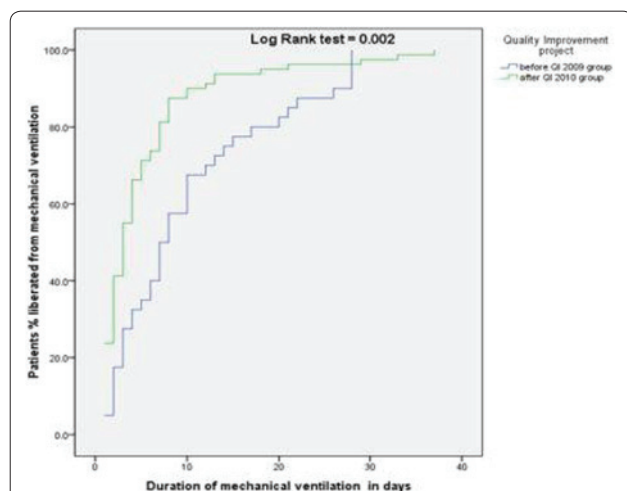 Log Rank test = 0.002
Quality Improvement
project
before QI 2009 group
after QI 2010 group
Patients % liberated from mechanical ventilation
100.0
80.0
60.0
40.0
20.0
0.0
0
10
20
30
40
Duration of mechanical ventilation in days